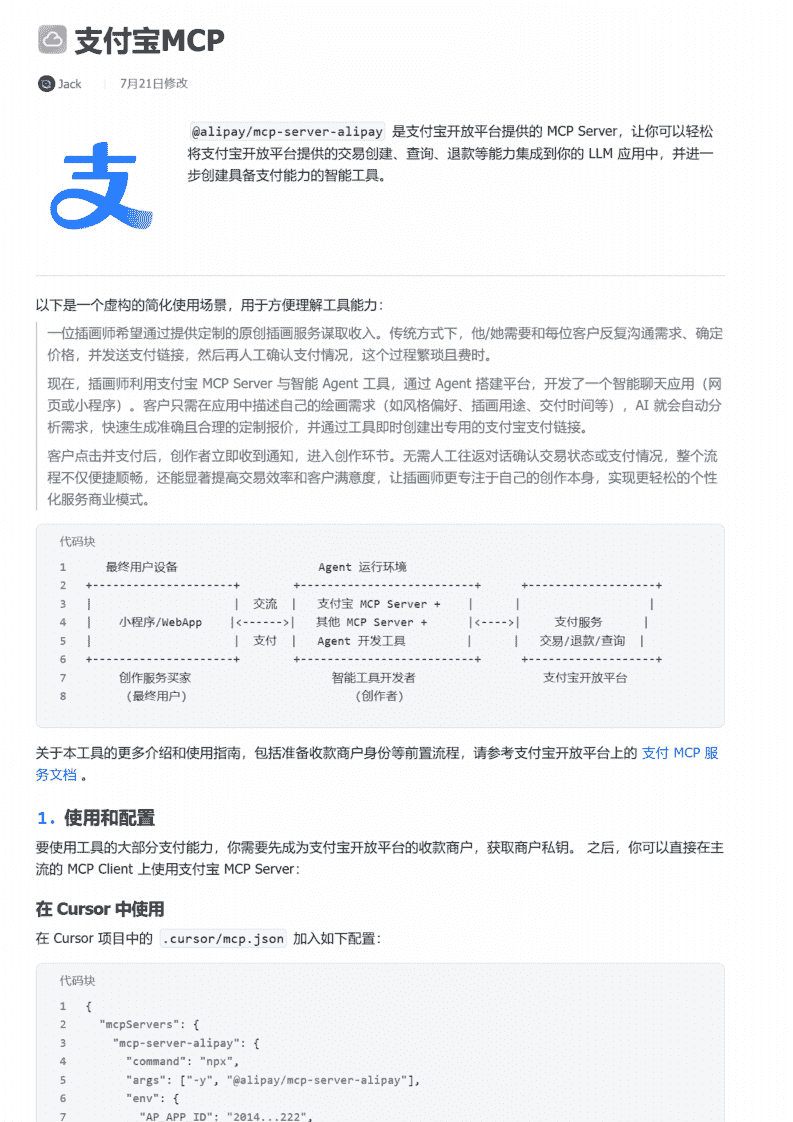 支付宝MCP
Jack 7月21日修改
@alipay/mcp-server-alipay 是支付宝开放平台提供的 MCP Server，让你可以轻松
将支付宝开放平台提供的交易创建、查询、退款等能力集成到你的 LLM 应用中，并进一
步创建具备支付能力的智能工具。
支
以下是一个虚构的简化使用场景，用于方便理解工具能力：
一位插画师希望通过提供定制的原创插画服务谋取收入。传统方式下，他/她需要和每位客户反复沟通需求、确定
价格，并发送支付链接，然后再人工确认支付情况，这个过程繁琐且费时。
现在，插画师利用支付宝 MCP Server 与智能 Agent 工具，通过 Agent 搭建平台，开发了一个智能聊天应用（网
页或小程序）。客户只需在应用中描述自己的绘画需求（如风格偏好、插画用途、交付时间等），AI 就会自动分
析需求，快速生成准确且合理的定制报价，并通过工具即时创建出专用的支付宝支付链接。
客户点击并支付后，创作者立即收到通知，进入创作环节。无需人工往返对话确认交易状态或支付情况，整个流
程不仅便捷顺畅，还能显著提高交易效率和客户满意度，让插画师更专注于自己的创作本身，实现更轻松的个性
化服务商业模式。
代码块
1 最终用户设备 Agent 运行环境
2 +--------------------+ +-------------------------+ +------------------+
3 | | 交流 | 支付宝 MCP Server + | | |
4 | 小程序/WebApp |<------>| 其他 MCP Server + |<---->| 支付服务 |
5 | | 支付 | Agent 开发工具 | | 交易/退款/查询 |
6 +--------------------+ +-------------------------+ +------------------+
7 创作服务买家 智能工具开发者 支付宝开放平台
8 （最终用户） （创作者）
关于本工具的更多介绍和使用指南，包括准备收款商户身份等前置流程，请参考支付宝开放平台上的 支付 MCP 服
务文档 。
1. 使用和配置
要使用工具的大部分支付能力，你需要先成为支付宝开放平台的收款商户，获取商户私钥。 之后，你可以直接在主
流的 MCP Client 上使用支付宝 MCP Server：
在 Cursor 中使用
在 Cursor 项目中的 .cursor/mcp.json 加入如下配置：
代码块
1 {
2 "mcpServers": {
3 "mcp-server-alipay": {
4 "command": "npx",
5 "args": ["-y", "@alipay/mcp-server-alipay"],
6 "env": {
7 "AP_APP_ID": "2014...222",